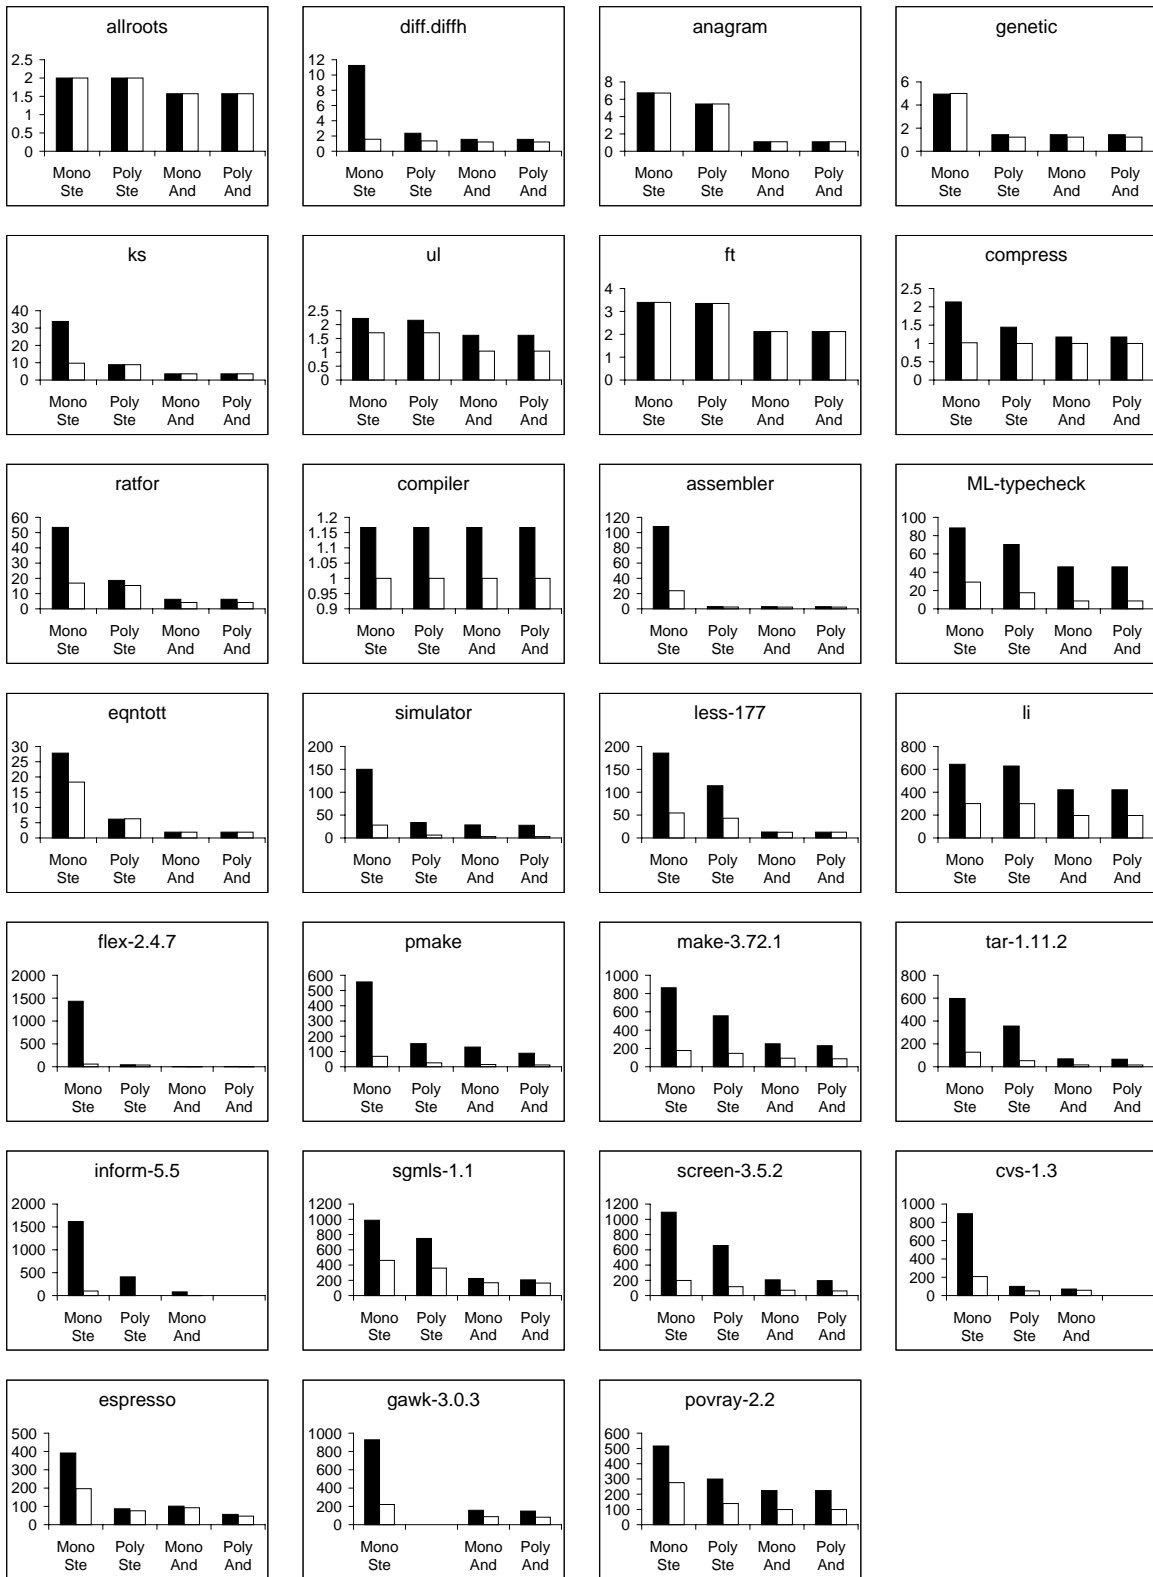 allroots
2.5
2
1.5
1
0.5
0
Mono Poly Mono Poly
Ste Ste And And
diff.diffh
12
10
8
6
4
2
0
Mono Poly Mono Poly
Ste Ste And And
anagram
8
6
4
2
0
Mono Poly Mono Poly
Ste Ste And And
genetic
6
4
2
0
Mono Poly Mono Poly
Ste Ste And And
ks
40
30
20
10
0
Mono Poly Mono Poly
Ste Ste And And
ul
2.5
2
1.5
1
0.5
0
Mono Poly Mono Poly
Ste Ste And And
ft
4
3
2
1
0
Mono Poly Mono Poly
Ste Ste And And
compress
2.5
2
1.5
1
0.5
0
Mono Poly Mono Poly
Ste Ste And And
ratfor
60
50
40
30
20
10
0
Mono Poly Mono Poly
Ste Ste And And
compiler
1.2
1.15
1.1
1.05
1
0.95
0.9
Mono Poly Mono Poly
Ste Ste And And
assembler
120
100
80
60
40
20
0
Mono Poly Mono Poly
Ste Ste And And
ML-typecheck
100
80
60
40
20
0
Mono Poly Mono Poly
Ste Ste And And
eqntott
30
25
20
15
10
5
0
Mono Poly Mono Poly
Ste Ste And And
simulator
200
150
100
50
0
Mono Poly Mono Poly
Ste Ste And And
less-177
200
150
100
50
0
Mono Poly Mono Poly
Ste Ste And And
li
800
600
400
200
0
Mono Poly Mono Poly
Ste Ste And And
flex-2.4.7
2000
1500
1000
500
0
Mono Poly Mono Poly
Ste Ste And And
pmake
600
500
400
300
200
100
0
Mono Poly Mono Poly
Ste Ste And And
make-3.72.1
1000
800
600
400
200
0
Mono Poly Mono Poly
Ste Ste And And
tar-1.11.2
800
600
400
200
0
Mono Poly Mono Poly
Ste Ste And And
inform-5.5
2000
1500
1000
500
0
Mono Poly Mono
Ste Ste And
sgmls-1.1
1200
1000
800
600
400
200
0
Mono Poly Mono Poly
Ste Ste And And
screen-3.5.2
1200
1000
800
600
400
200
0
Mono Poly Mono Poly
Ste Ste And And
cvs-1.3
1000
800
600
400
200
0
Mono Poly Mono
Ste Ste And
espresso
500
400
300
200
100
0
Mono Poly Mono Poly
Ste Ste And And
gawk-3.0.3
1000
800
600
400
200
0
Mono Mono Poly
Ste And And
povray-2.2
600
500
400
300
200
100
0
Mono Poly Mono Poly
Ste Ste And And